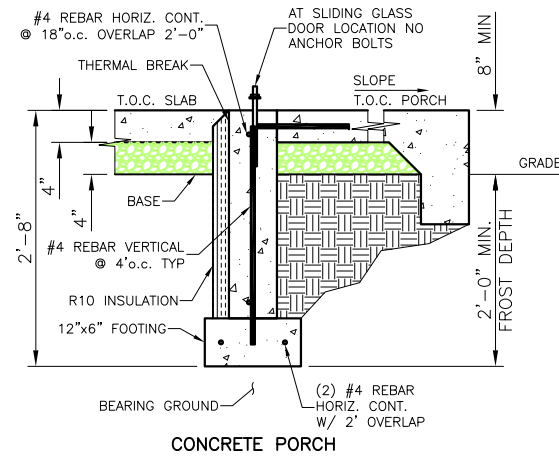 #4 REBAR HORIZ. CONT.
@ 18"o.c. OVERLAP 2'-0"
THERMAL BREAK
AT SLIDING GLASS
DOOR LOCATION NO
ANCHOR BOLTS
8" MIN
SLOPE
T.O.C. SLAB
T.O.C. PORCH
GRADE
4"
4"
2'-8"
BASE
#4 REBAR VERTICAL
@ 4'o.c. TYP
R10 INSULATION
12"x6" FOOTING
2'-0" MIN.
FROST DEPTH
BEARING GROUND
(2) #4 REBAR
HORIZ. CONT.
W/ 2' OVERLAP
CONCRETE PORCH